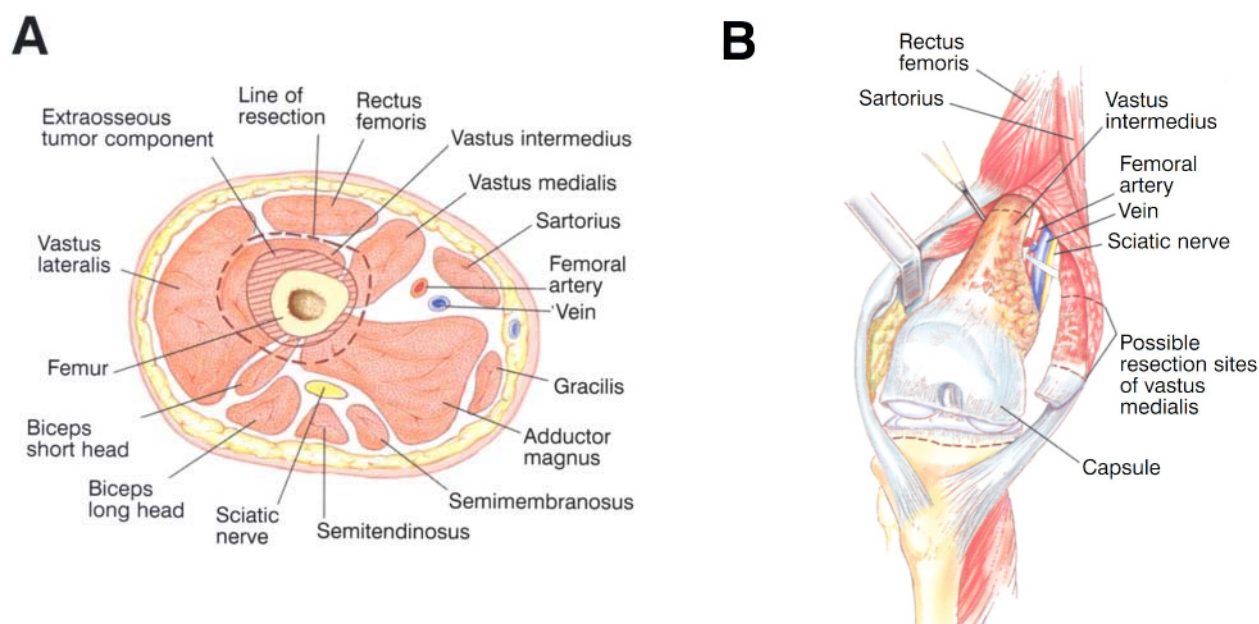 A
Extraosseous
tumor component
Line of
resection
Rectus
femoris
Vastus intermedius
Vastus medialis
Sartorius
Femoral
artery
Vein
Vastus
lateralis
Femur
Gracilis
Biceps
short head
Adductor
magnus
Biceps
long head
Semimembranosus
Sciatic
nerve
Semitendinosus
B
Rectus
femoris
Sartorius
Vastus
intermedius
Femoral
artery
Vein
Sciatic nerve
Possible
resection sites
of vastus
medialis
Capsule